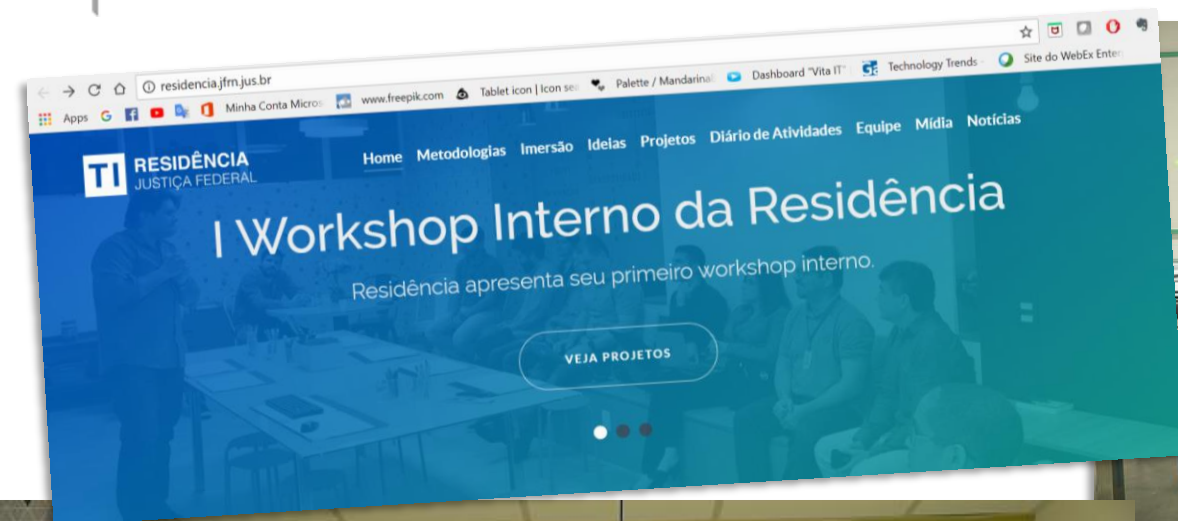 residencia.jfrn.jus.br
Apps Minha Conta Micros www.freepik.com Tablet icon | Icon sea Palette / Mandarina Dashboard "Vita IT" Technology Trends - Site do WebEx Enter
TI RESIDÊNCIA
JUSTIÇA FEDERAL
Home Metodologias Imersão Ideias Projetos Diário de Atividades Equipe Mídia Notícias
I Workshop Interno da Residência
Residência apresenta seu primeiro workshop interno.
VEJA PROJETOS